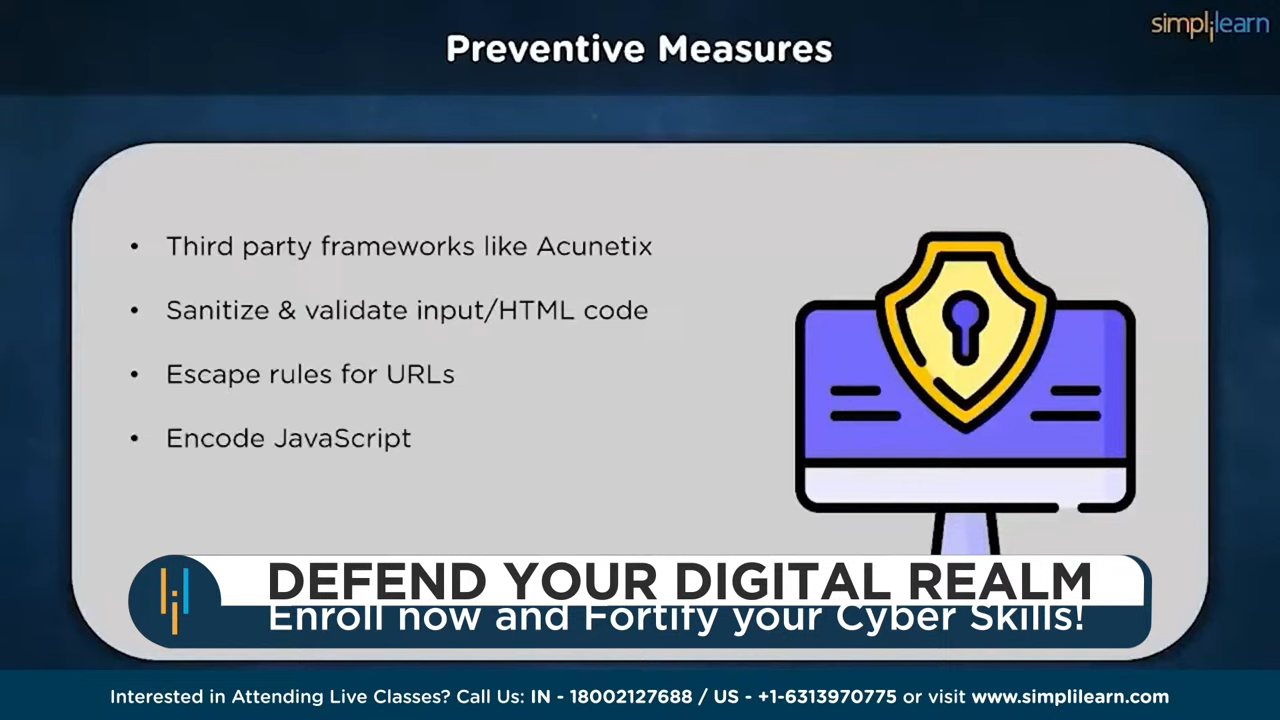 simplilearn
Preventive Measures
• Third party frameworks like Acunetix
• Sanitize & validate input/HTML code
• Escape rules for URLs
• Encode JavaScript
DEFEND YOUR DIGITAL REALM
Enroll now and Fortify your Cyber Skills!
Interested in Attending Live Classes? Call Us: IN - 18002127688 / US - +1-6313970775 or visit www.simplilearn.com